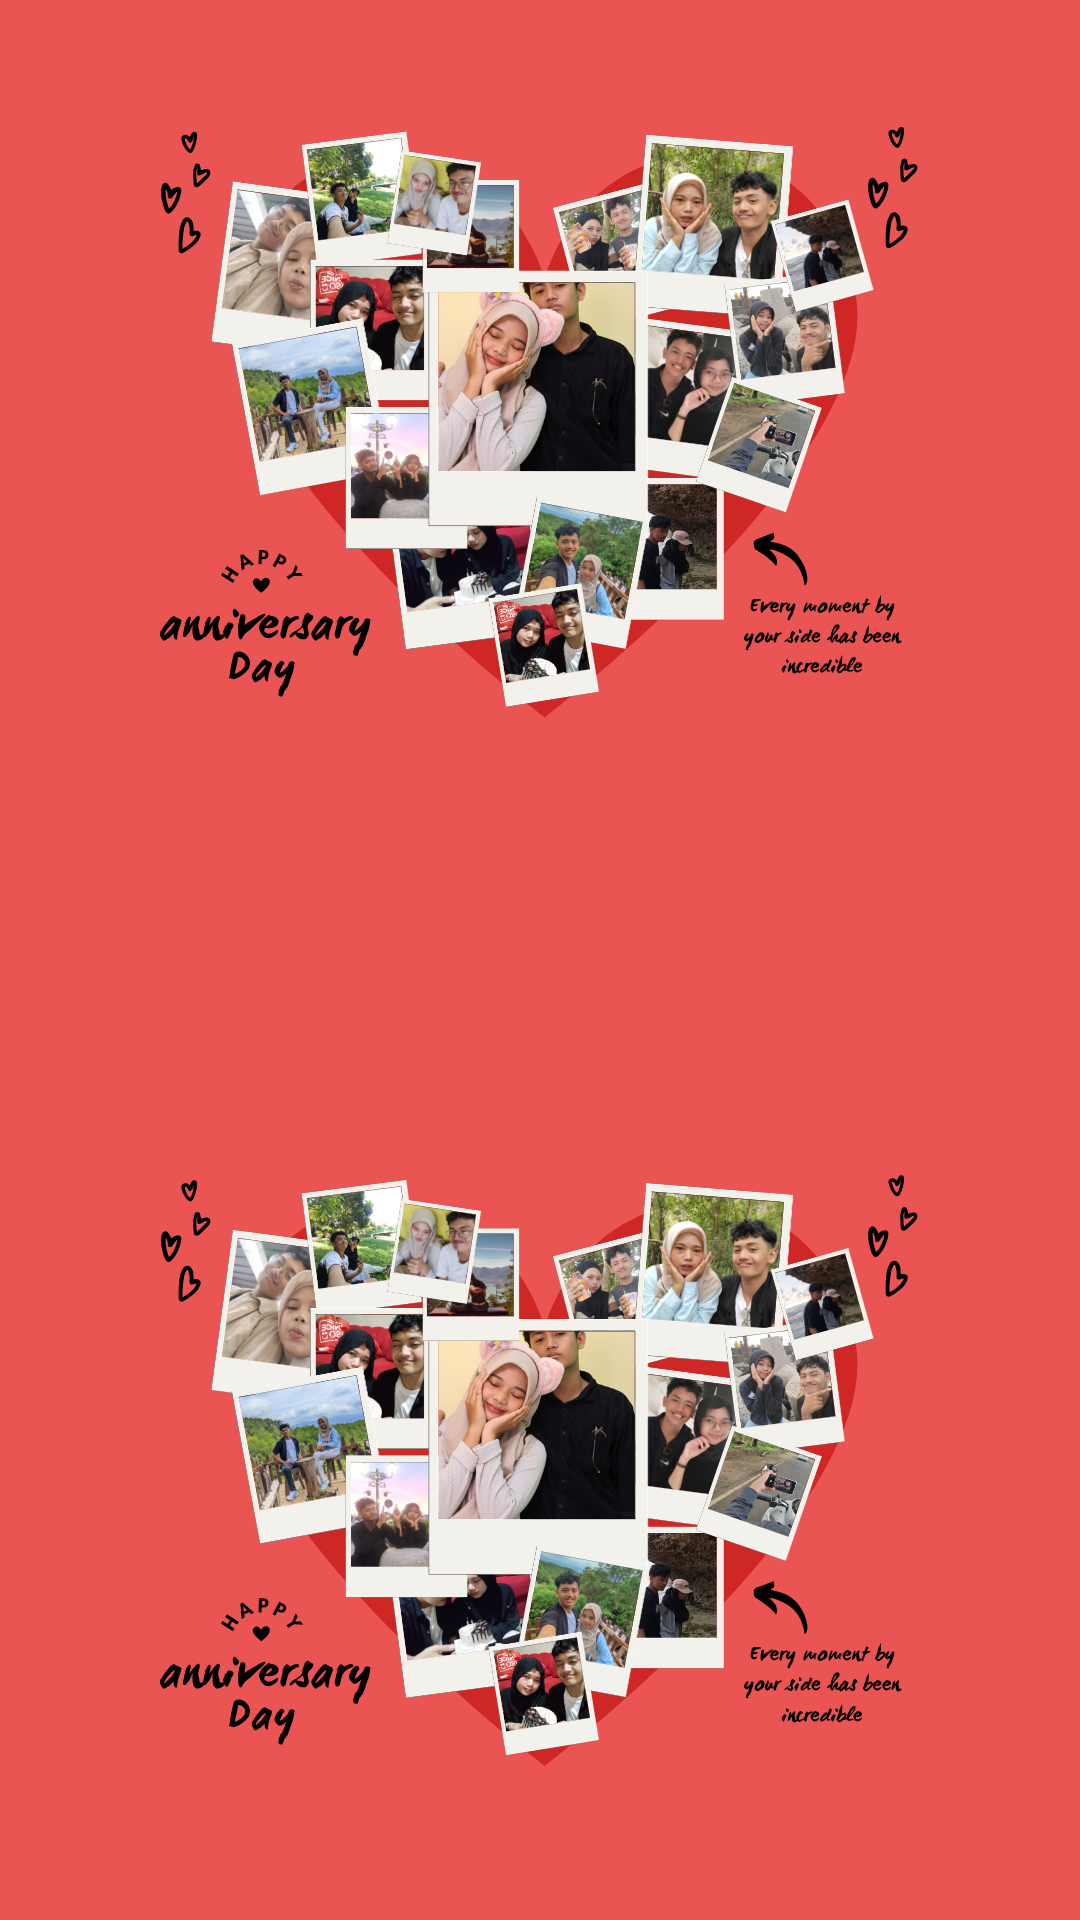 HAPPY
anniversary
Day
Every moment by
your side has been
incredible
HAPPY
anniversary
Day
Every moment by
your side has been
incredible